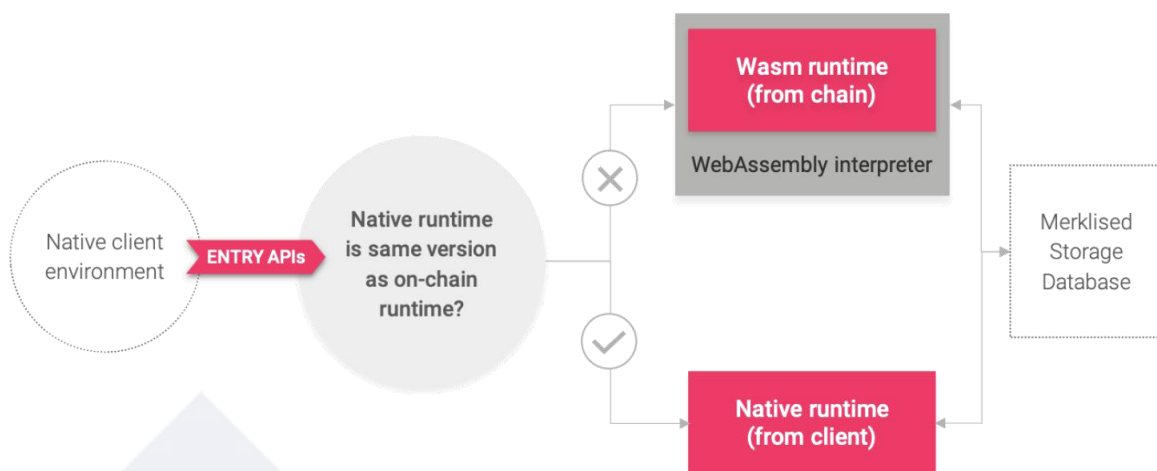 Native client
environment
ENTRY APIs
Native runtime
is same version
as on-chain
runtime?
Wasm runtime
(from chain)
WebAssembly interpreter
Native runtime
(from client)
Merklised
Storage
Database